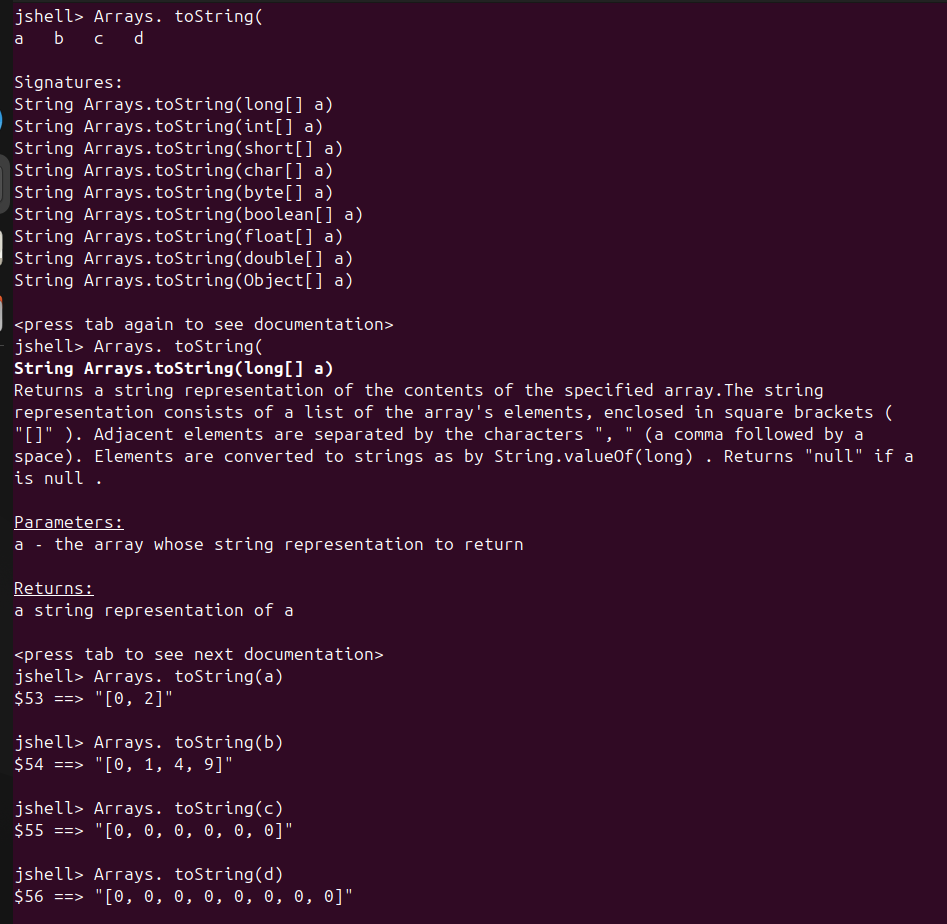 jshell> Arrays. toString(
a   b   c   d
Signatures:
String Arrays.toString(long[] a)
String Arrays.toString(int[] a)
String Arrays.toString(short[] a)
String Arrays.toString(char[] a)
String Arrays.toString(byte[] a)
String Arrays.toString(boolean[] a)
String Arrays.toString(float[] a)
String Arrays.toString(double[] a)
String Arrays.toString(Object[] a)
<press tab again to see documentation>
jshell> Arrays. toString(
String Arrays.toString(long[] a)
Returns a string representation of the contents of the specified array.The string
representation consists of a list of the array's elements, enclosed in square brackets (
"[]" ). Adjacent elements are separated by the characters ", " (a comma followed by a
space). Elements are converted to strings as by String.valueOf(long) . Returns "null" if a
is null .
Parameters:
a - the array whose string representation to return
Returns:
a string representation of a
<press tab to see next documentation>
jshell> Arrays. toString(a)
$53 ==> "[0, 2]"
jshell> Arrays. toString(b)
$54 ==> "[0, 1, 4, 9]"
jshell> Arrays. toString(c)
$55 ==> "[0, 0, 0, 0, 0, 0]"
jshell> Arrays. toString(d)
$56 ==> "[0, 0, 0, 0, 0, 0, 0, 0]"